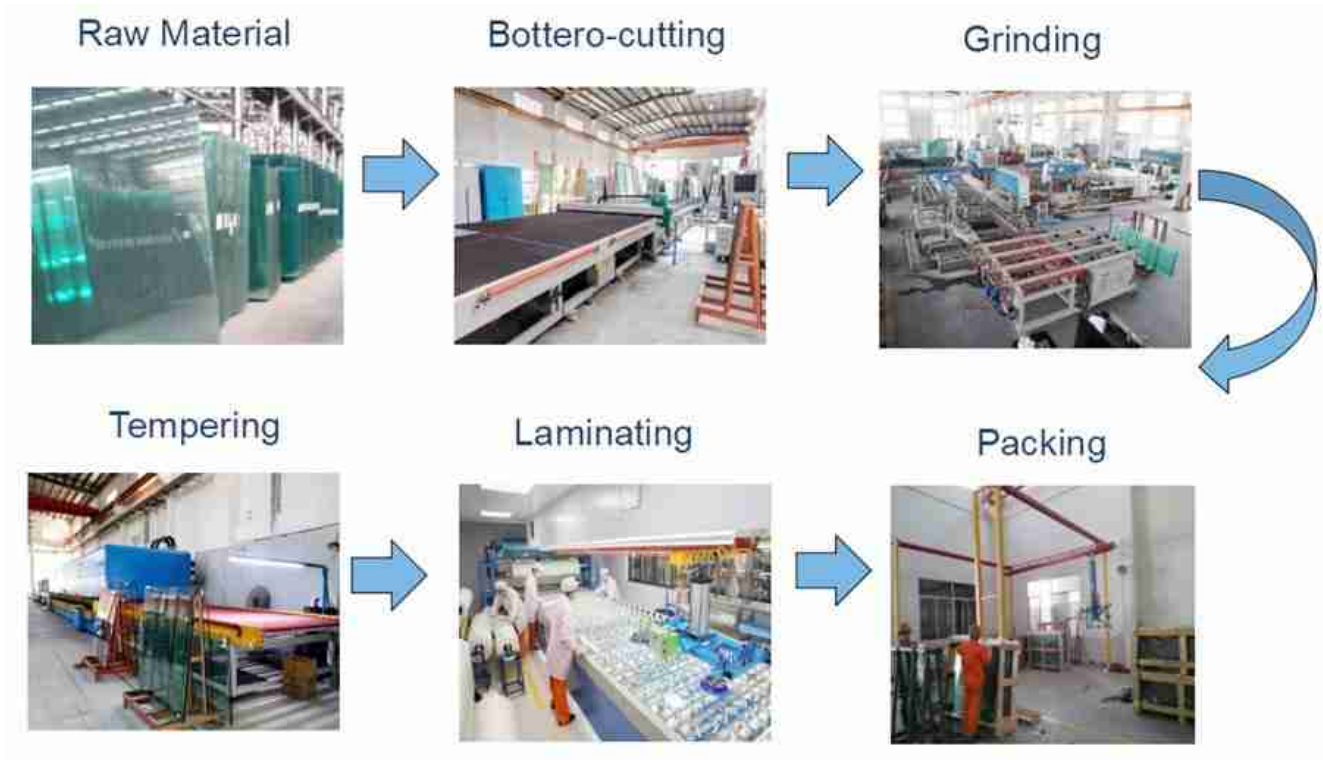 Raw Material
Bottero-cutting
Grinding
Tempering
Laminating
Packing